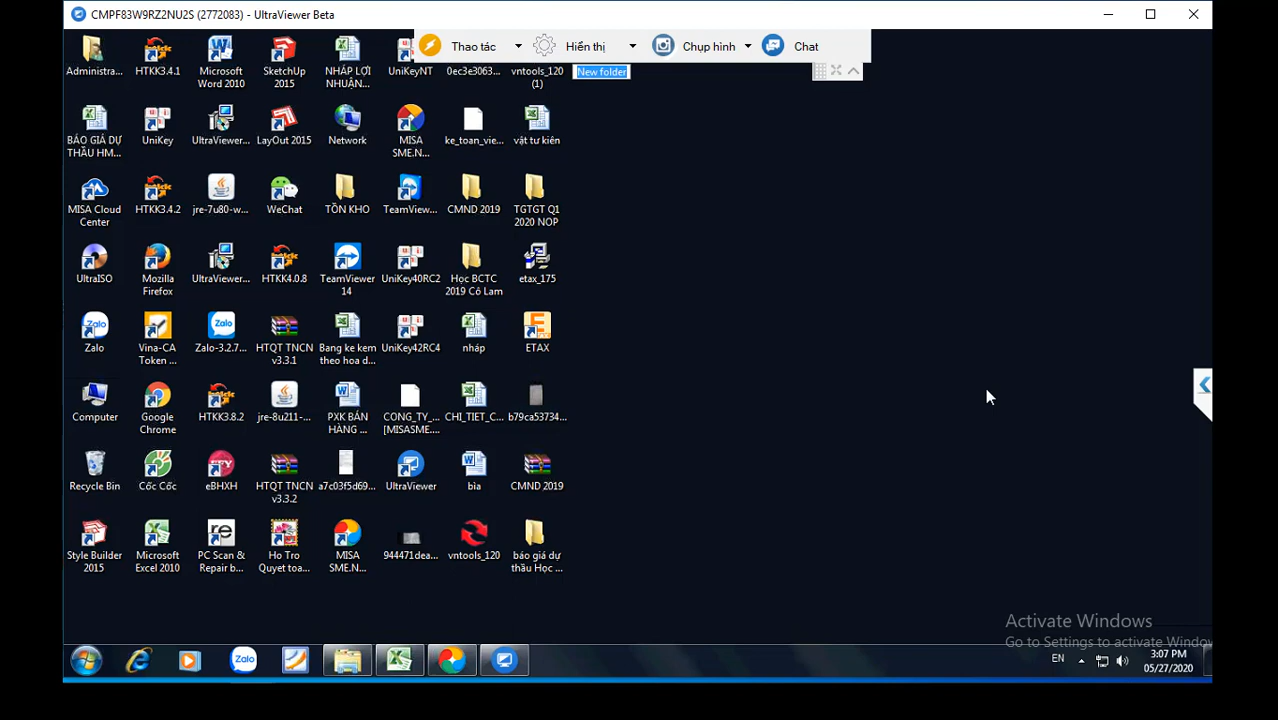 CMPF83W9RZ2NU2S (2772083) - UltraViewer Beta
Thao tác
Hiển thị
Chụp hình
Chat
New folder
Administra...
HTKK3.4.1
Microsoft
Word 2010
SketchUp
2015
NHÁP LỢI
NHUẬN...
UniKeyNT
0ec3e3063...
vntools_120
(1)
BÁO GIÁ DỰ
THẦU HM...
UniKey
UltraViewer...
LayOut 2015
Network
MISA
SME.N...
ke_toan_vie...
vật tư kiên
MISA Cloud
Center
HTKK3.4.2
jre-7u80-w...
WeChat
TỒN KHO
TeamView...
CMND 2019
TGTGT Q1
2020 NOP
UltraISO
Mozilla
Firefox
UltraViewer...
HTKK4.0.8
TeamViewer
14
UniKey40RC2
Học BCTC
2019 Cô Lam
etax_175
Zalo
Vina-CA
Token ...
Zalo-3.2.7...
HTQT TNCN
v3.3.1
Bang ke kem
theo hoa d...
UniKey42RC4
nháp
ETAX
Computer
Google
Chrome
HTKK3.8.2
jre-8u211-...
PXK BÁN
HÀNG ...
CONG_TY_...
[MISASME....
CHI_TIET_C...
b79ca53734...
Recycle Bin
Cốc Cốc
eBHXH
HTQT TNCN
v3.3.2
a7c03f5d69...
UltraViewer
bìa
CMND 2019
Style Builder
2015
Microsoft
Excel 2010
PC Scan &
Repair b...
Ho Tro
Quyet toa...
MISA
SME.N...
944471dea...
vntools_120
báo giá dự
thầu Học ...
Activate Windows
Go to Settings to activate Window
EN
3:07 PM
05/27/2020